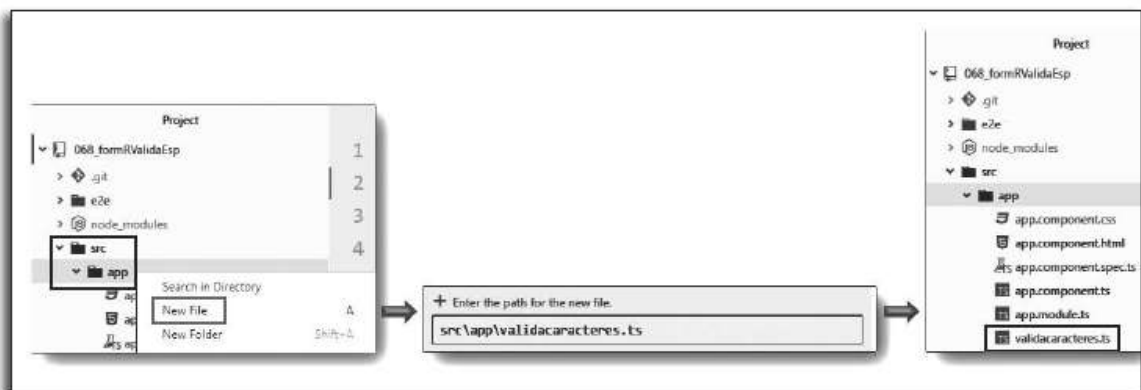 Project
068_formRValidaEsp
.git
e2e
node_modules
src
app
Search in Directory
New File A
New Folder Shift-A
1
2
3
4
+ Enter the path for the new file.
src\app\validacaracteres.ts
Project
068_formRValidaEsp
.git
e2e
node_modules
src
app
app.component.css
app.component.html
app.component.spec.ts
app.component.ts
app.module.ts
validacaracteres.ts